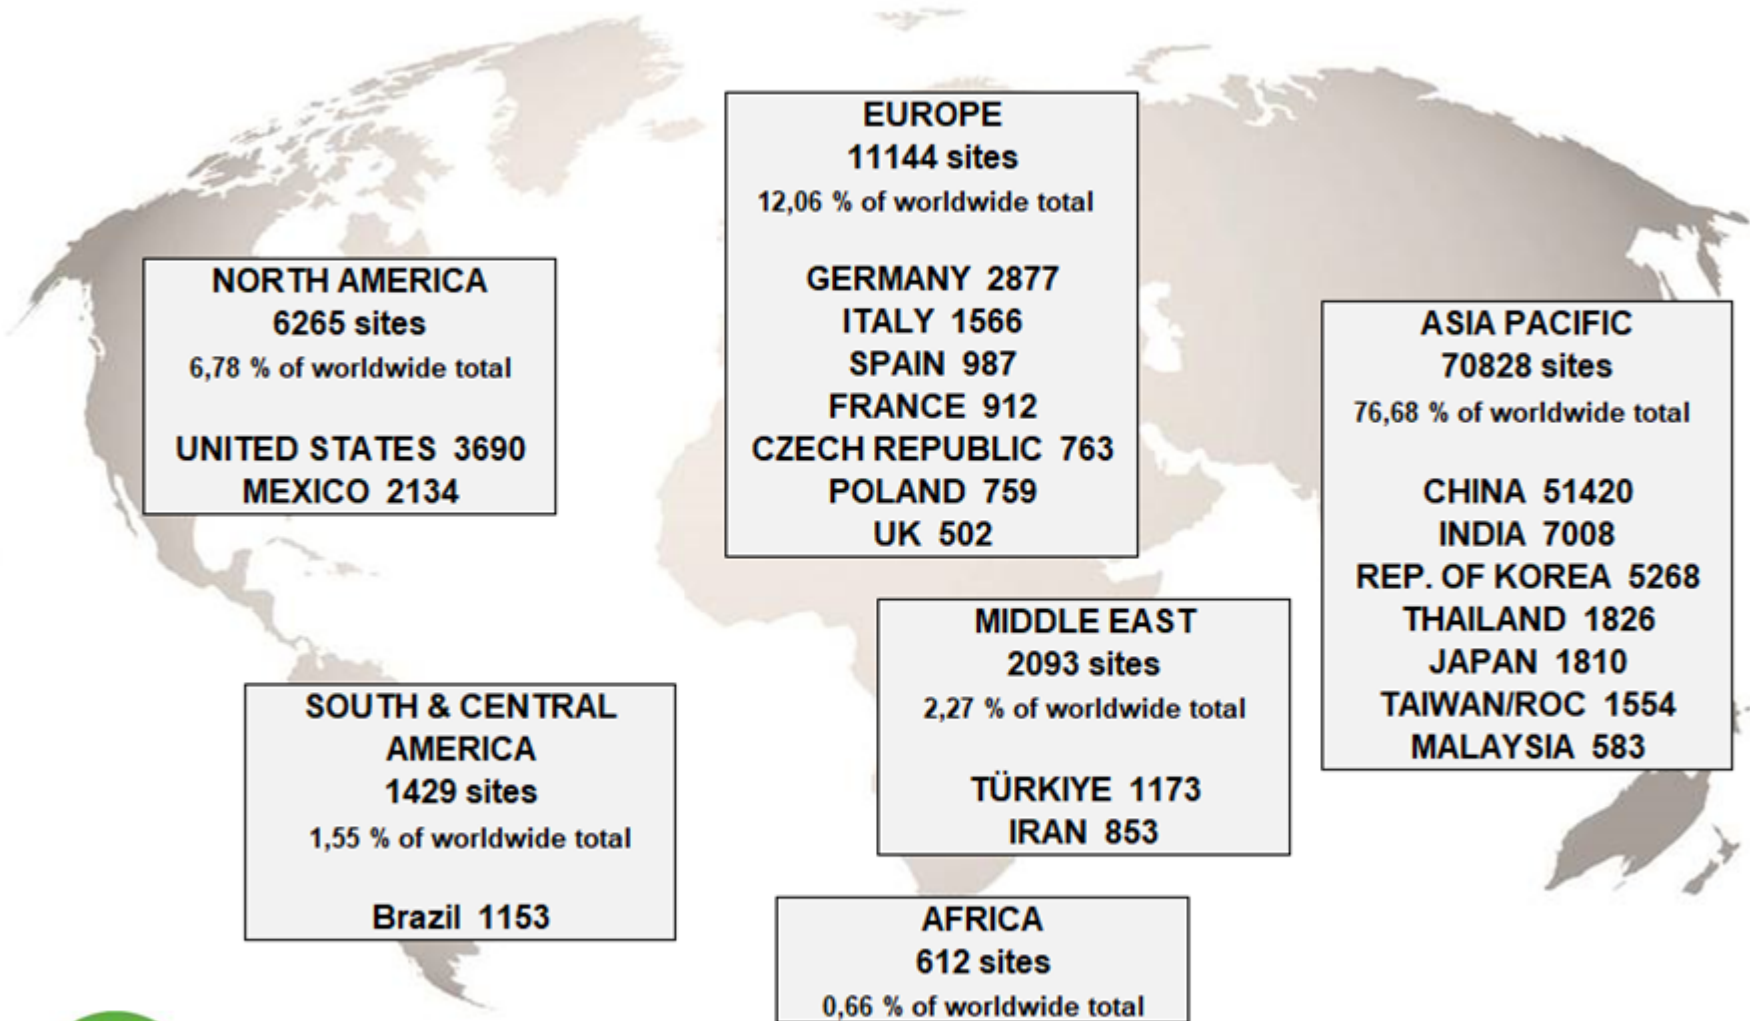 EUROPE
11144 sites
12,06 % of worldwide total
GERMANY 2877
ITALY 1566
SPAIN 987
FRANCE 912
CZECH REPUBLIC 763
POLAND 759
UK 502
NORTH AMERICA
6265 sites
6,78 % of worldwide total
UNITED STATES 3690
MEXICO 2134
ASIA PACIFIC
70828 sites
76,68 % of worldwide total
CHINA 51420
INDIA 7008
REP. OF KOREA 5268
THAILAND 1826
JAPAN 1810
TAIWAN/ROC 1554
MALAYSIA 583
MIDDLE EAST
2093 sites
2,27 % of worldwide total
TÜRKIYE 1173
IRAN 853
SOUTH & CENTRAL
AMERICA
1429 sites
1,55 % of worldwide total
Brazil 1153
AFRICA
612 sites
0,66 % of worldwide total